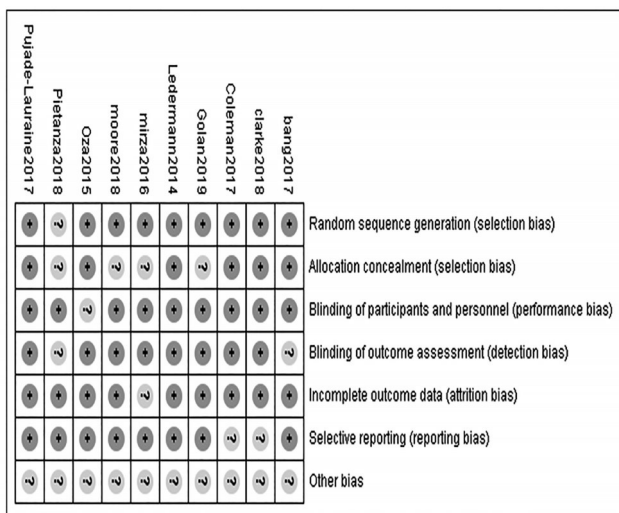 Pujade-Lauraine2017
Pietanza2018
Oza2015
moore2018
mirza2016
Ledermann2014
Golan2019
Coleman2017
clarke2018
bang2017
+ ? + + + + + + + + Random sequence generation (selection bias)
+ ? + ? ? + ? + + + Allocation concealment (selection bias)
+ + ? + + + + + + + Blinding of participants and personnel (performance bias)
+ ? + + + + + + + ? Blinding of outcome assessment (detection bias)
+ + + + ? + + + + + Incomplete outcome data (attrition bias)
+ + + + + + + ? ? + Selective reporting (reporting bias)
? ? ? ? ? ? ? ? ? ? Other bias